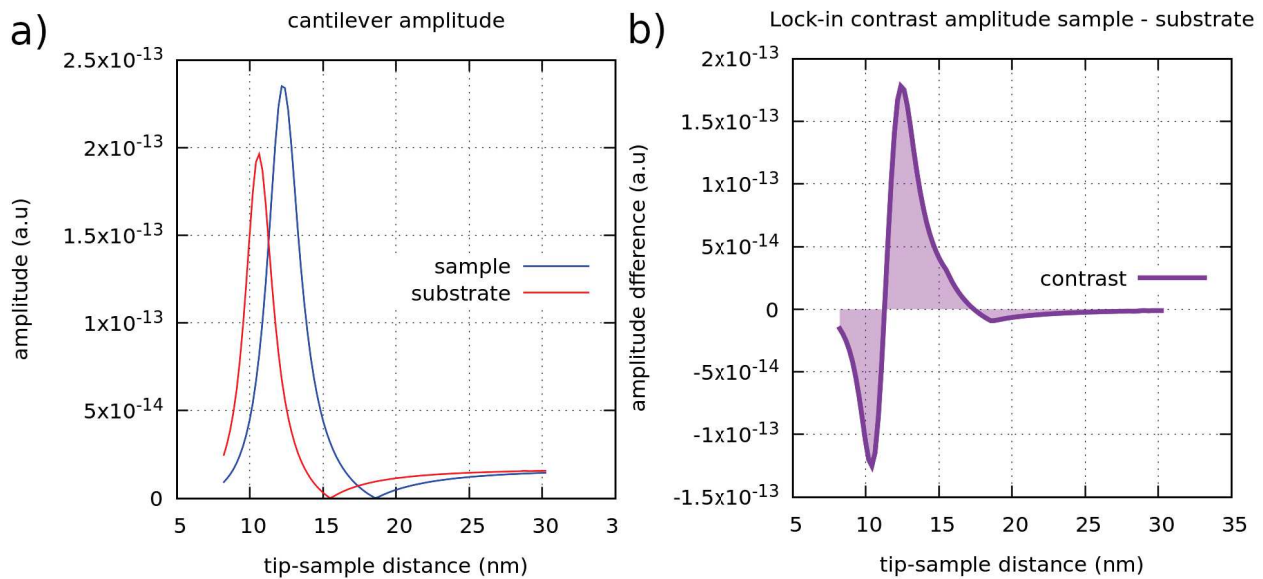 a)
cantilever amplitude
2.5x10-13
2x10-13
1.5x10-13
1x10-13
5x10-14
0
amplitude (a.u)
sample
substrate
5 10 15 20 25 30 3
tip-sample distance (nm)
b)
Lock-in contrast amplitude sample - substrate
2x10-13
1.5x10-13
1x10-13
5x10-14
0
-5x10-14
-1x10-13
-1.5x10-13
amplitude dfference (a.u)
contrast
5 10 15 20 25 30 35
tip-sample distance (nm)